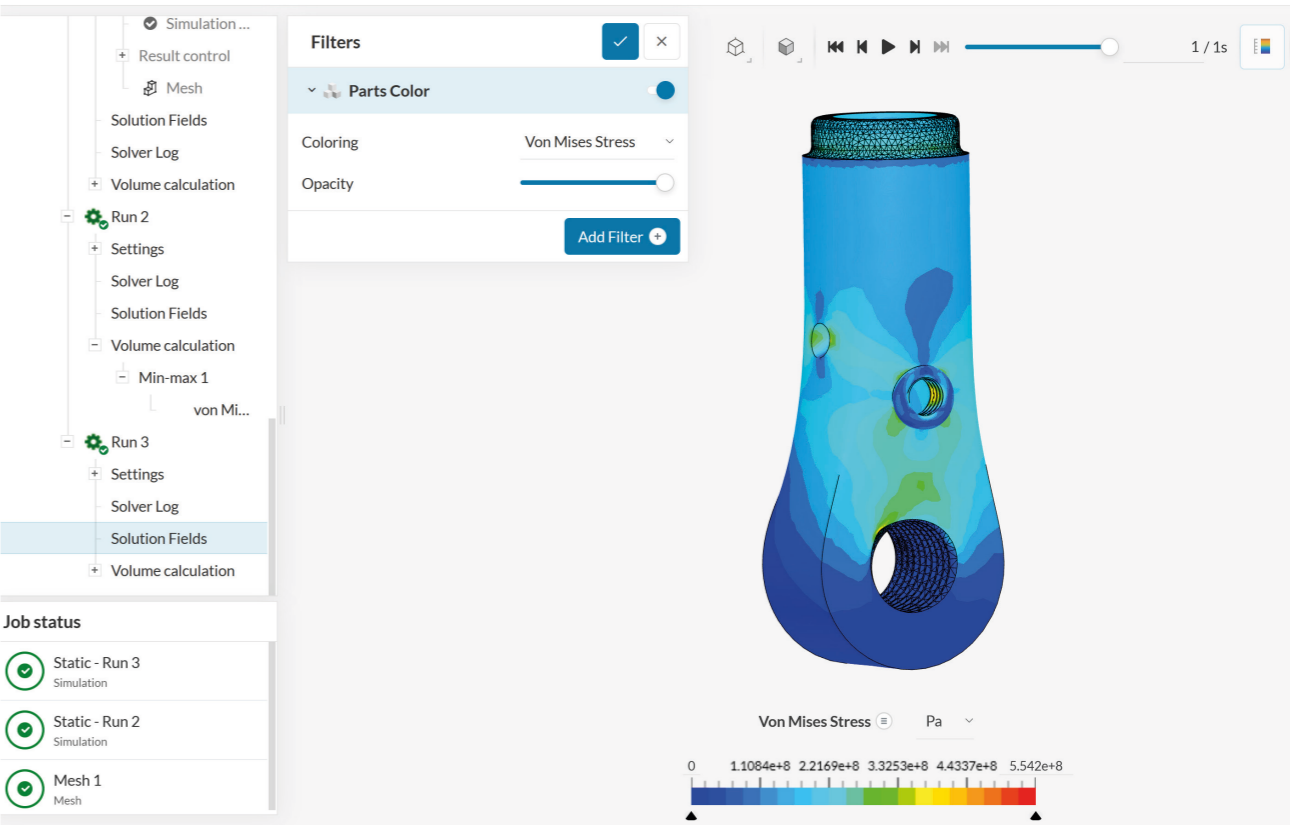 Simulation ...
Result control
Mesh
Solution Fields
Solver Log
Volume calculation
Run 2
Settings
Solver Log
Solution Fields
Volume calculation
Min-max 1
von Mi...
Run 3
Settings
Solver Log
Solution Fields
Volume calculation
Job status
Static - Run 3
Simulation
Static - Run 2
Simulation
Mesh 1
Mesh
Filters
Parts Color
Coloring Von Mises Stress
Opacity
Add Filter
1 / 1s
Von Mises Stress Pa
0 1.1084e+8 2.2169e+8 3.3253e+8 4.4337e+8 5.542e+8